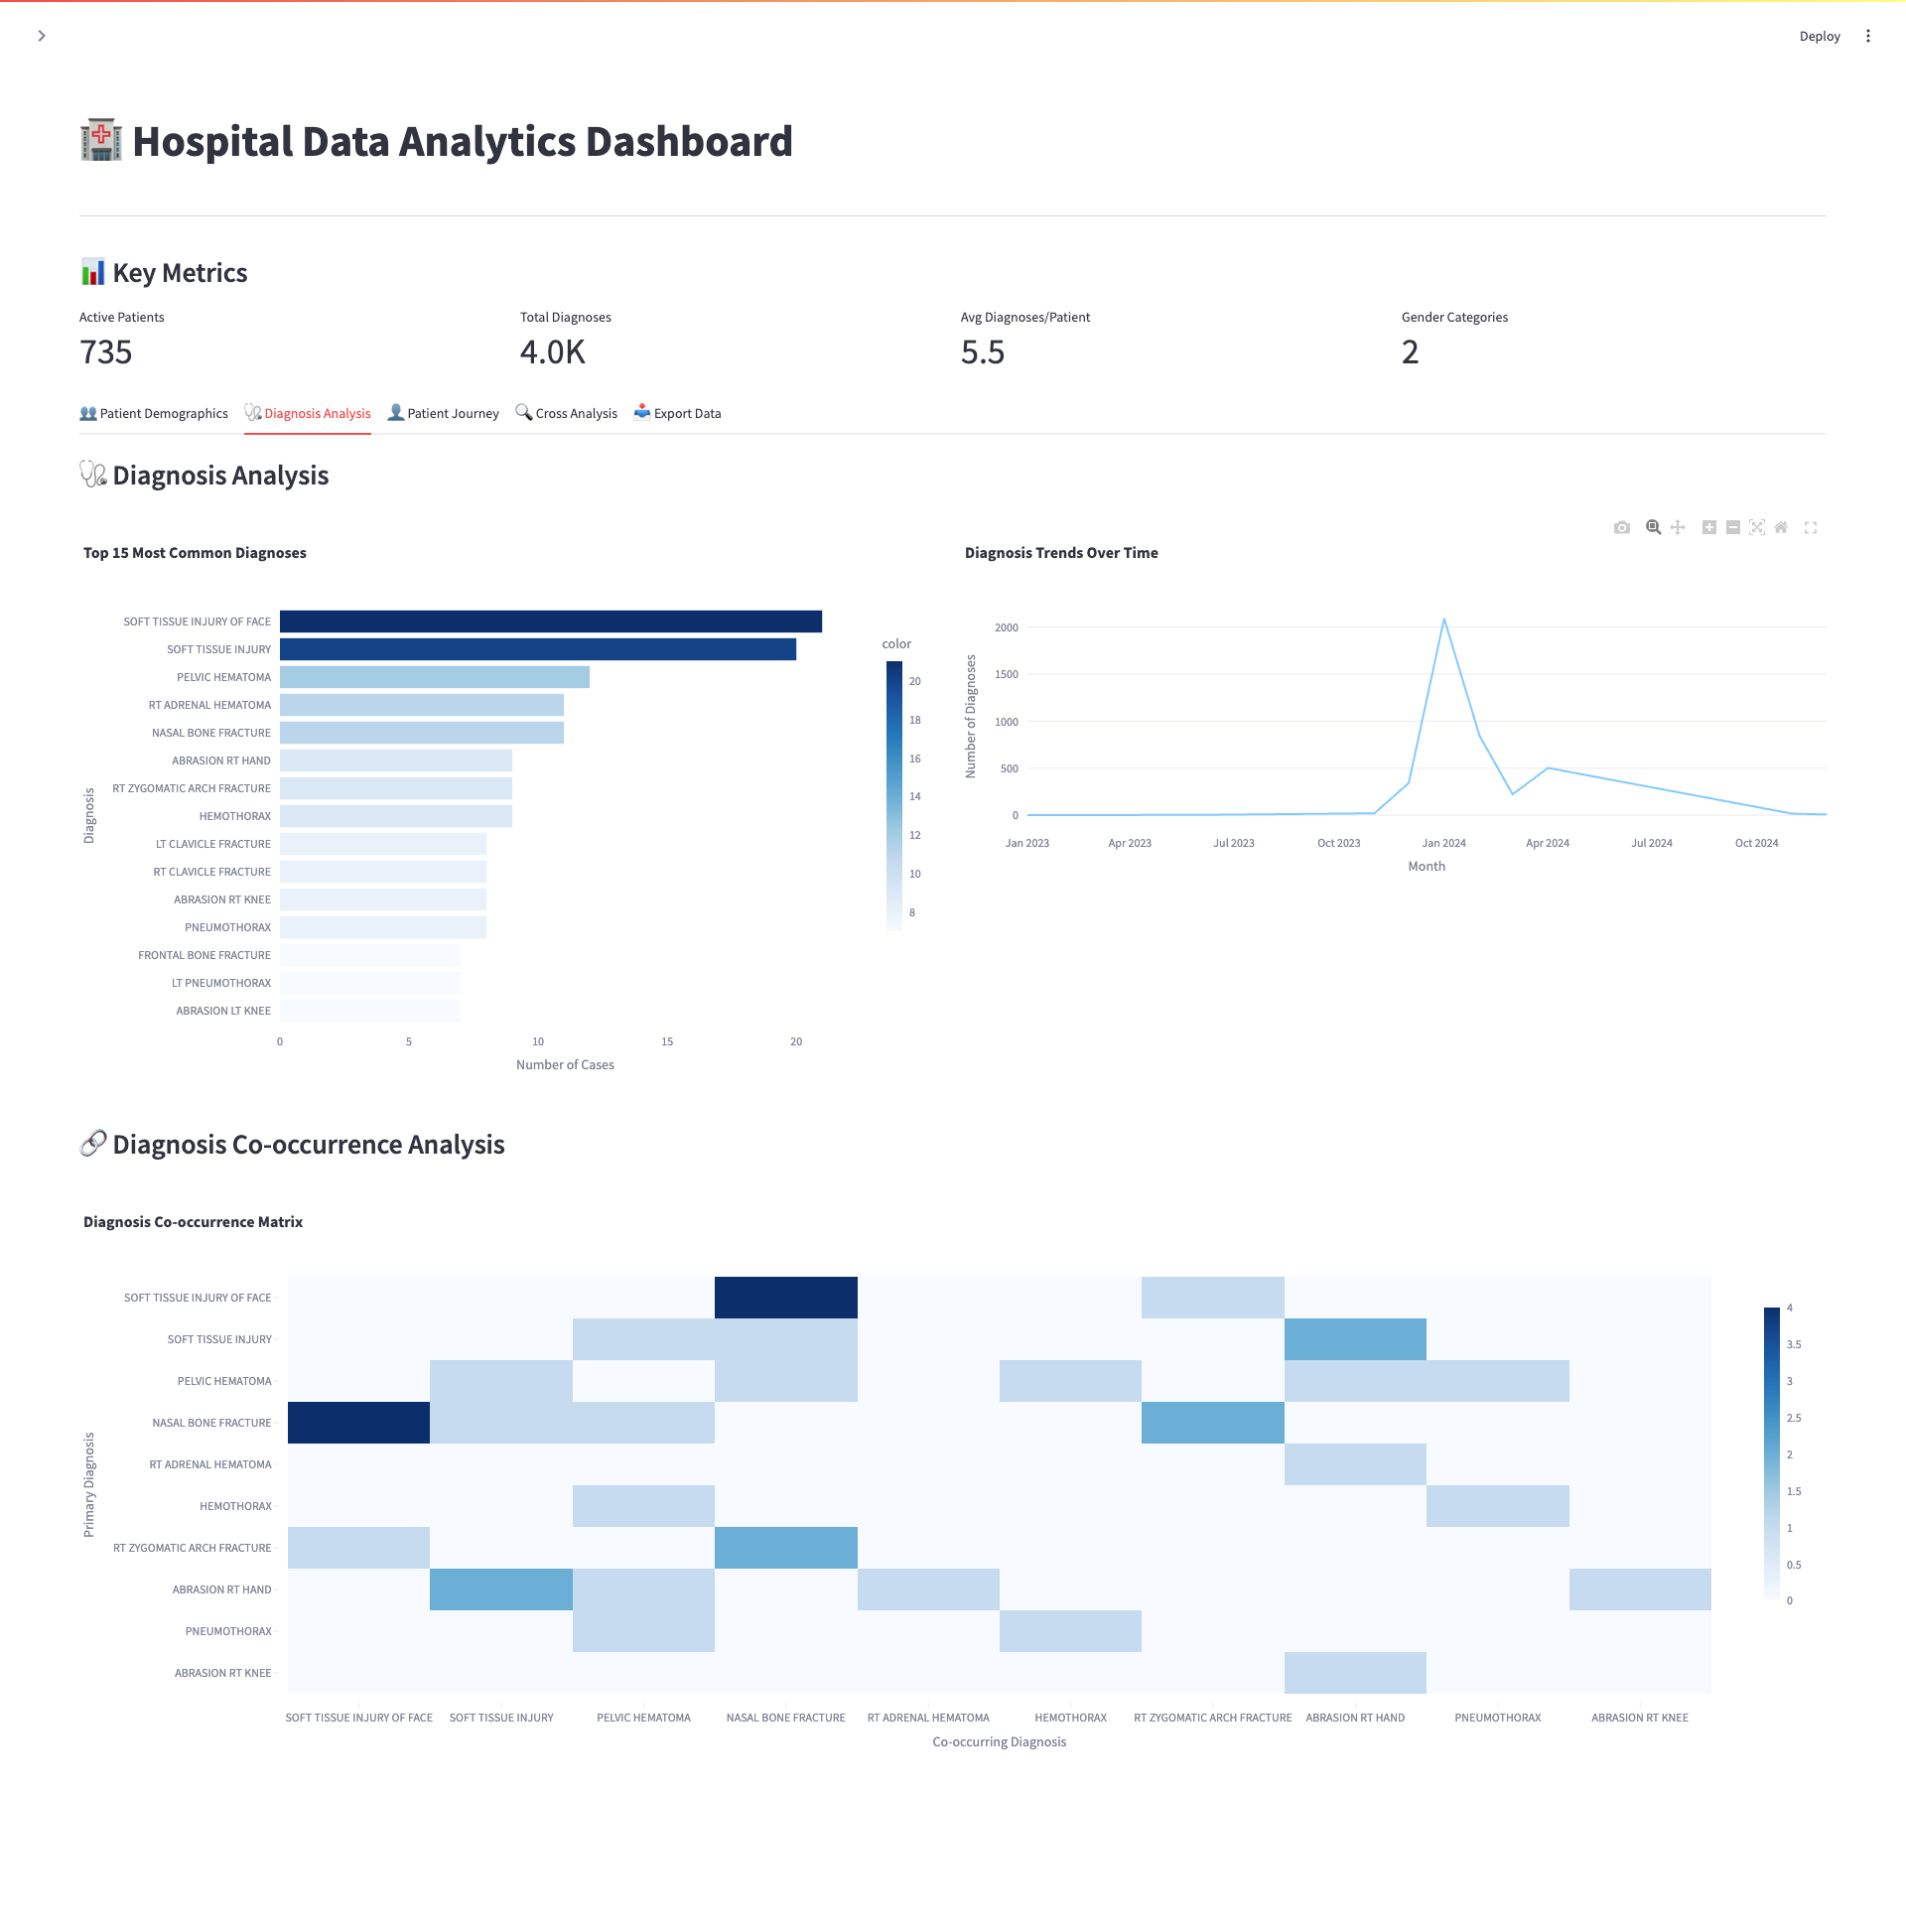 Deploy
Hospital Data Analytics Dashboard
Key Metrics
Active Patients
735
Total Diagnoses
4.0K
Avg Diagnoses/Patient
5.5
Gender Categories
2
Patient Demographics
Diagnosis Analysis
Patient Journey
Cross Analysis
Export Data
Diagnosis Analysis
Top 15 Most Common Diagnoses
SOFT TISSUE INJURY OF FACE
SOFT TISSUE INJURY
PELVIC HEMATOMA
RT ADRENAL HEMATOMA
NASAL BONE FRACTURE
ABRASION RT HAND
RT ZYGOMATIC ARCH FRACTURE
HEMOTHORAX
LT CLAVICLE FRACTURE
RT CLAVICLE FRACTURE
ABRASION RT KNEE
PNEUMOTHORAX
FRONTAL BONE FRACTURE
LT PNEUMOTHORAX
ABRASION LT KNEE
Diagnosis
0 5 10 15 20
Number of Cases
color
20
18
16
14
12
10
8
Diagnosis Trends Over Time
2000
1500
1000
500
0
Number of Diagnoses
Jan 2023 Apr 2023 Jul 2023 Oct 2023 Jan 2024 Apr 2024 Jul 2024 Oct 2024
Month
Diagnosis Co-occurrence Analysis
Diagnosis Co-occurrence Matrix
SOFT TISSUE INJURY OF FACE
SOFT TISSUE INJURY
PELVIC HEMATOMA
NASAL BONE FRACTURE
RT ADRENAL HEMATOMA
HEMOTHORAX
RT ZYGOMATIC ARCH FRACTURE
ABRASION RT HAND
PNEUMOTHORAX
ABRASION RT KNEE
Primary Diagnosis
SOFT TISSUE INJURY OF FACE SOFT TISSUE INJURY PELVIC HEMATOMA NASAL BONE FRACTURE RT ADRENAL HEMATOMA HEMOTHORAX RT ZYGOMATIC ARCH FRACTURE ABRASION RT HAND PNEUMOTHORAX ABRASION RT KNEE
Co-occurring Diagnosis
4
3.5
3
2.5
2
1.5
1
0.5
0